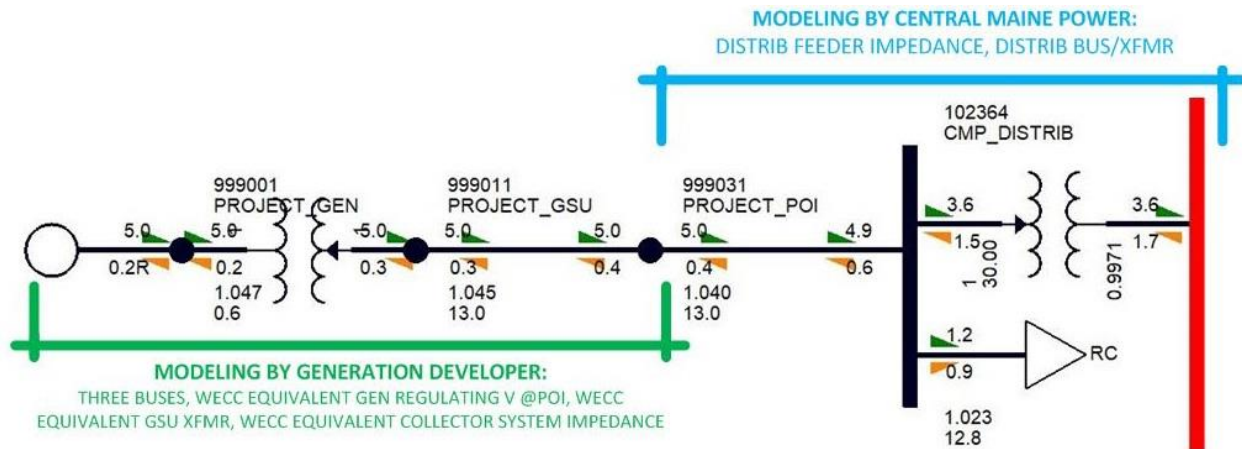 MODELING BY CENTRAL MAINE POWER:
DISTRIB FEEDER IMPEDANCE, DISTRIB BUS/XFMR
102364
CMP_DISTRIB
999001
PROJECT_GEN
999011
PROJECT_GSU
999031
PROJECT_POI
5.0 5.0 5.0 5.0 5.0 5.0 4.9 3.6 3.6
0.2R 0.2 0.3 0.3 0.4 0.4 0.6 1.5 1.7
1
30.00
0.9971
1.047
0.6
1.045
13.0
1.040
13.0
1.2
0.9
RC
1.023
12.8
MODELING BY GENERATION DEVELOPER:
THREE BUSES, WECC EQUIVALENT GEN REGULATING V @POI, WECC
EQUIVALENT GSU XFMR, WECC EQUIVALENT COLLECTOR SYSTEM IMPEDANCE